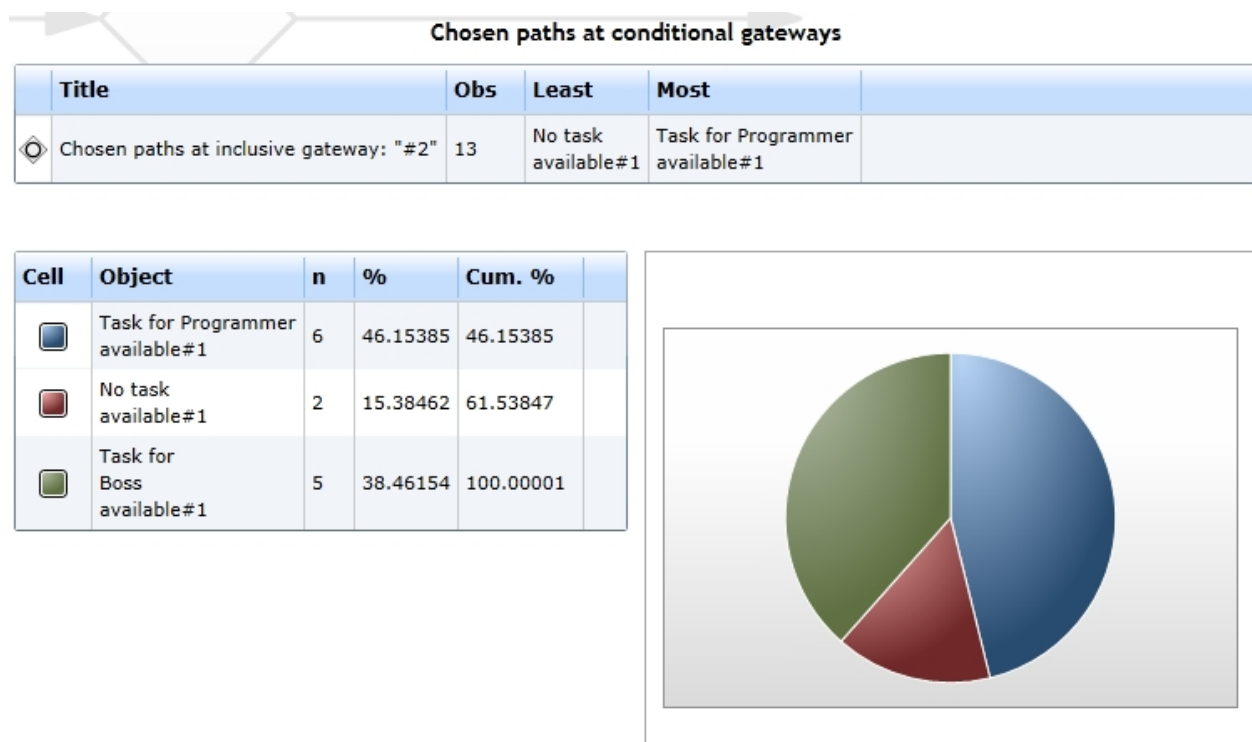 Chosen paths at conditional gateways
Title Obs Least Most
Chosen paths at inclusive gateway: "#2" 13 No task available#1 Task for Programmer available#1
Cell Object n % Cum. %
Task for Programmer available#1 6 46.15385 46.15385
No task available#1 2 15.38462 61.53847
Task for Boss available#1 5 38.46154 100.00001